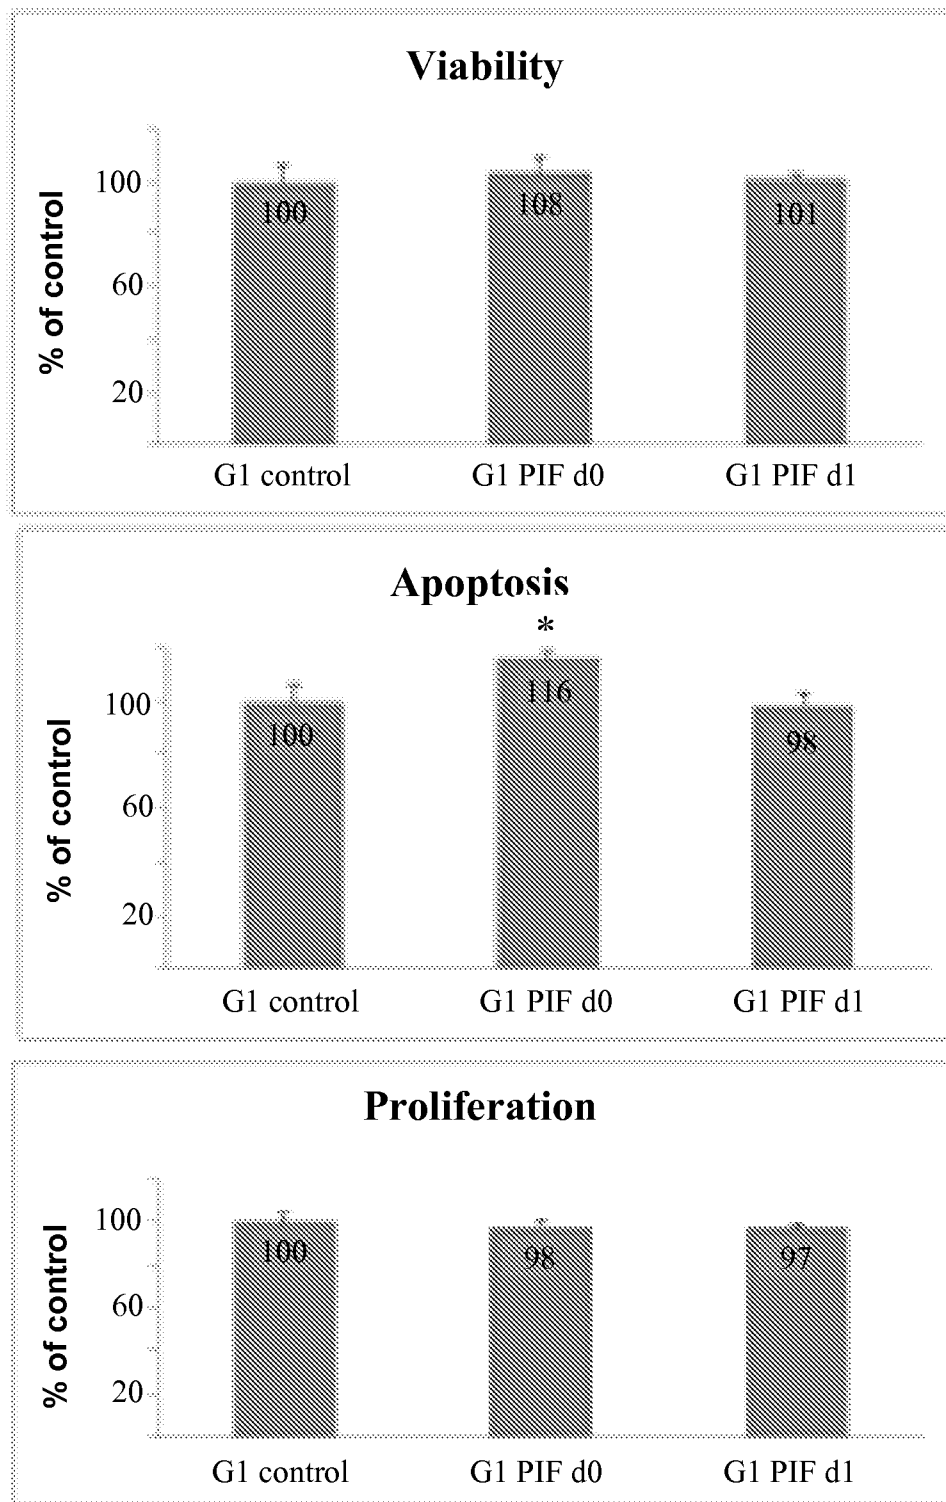 Viability
% of control
100
60
20
100
108
101
G1 control
G1 PIF d0
G1 PIF d1
Apoptosis
*
% of control
100
60
20
100
116
98
G1 control
G1 PIF d0
G1 PIF d1
Proliferation
% of control
100
60
20
100
98
97
G1 control
G1 PIF d0
G1 PIF d1